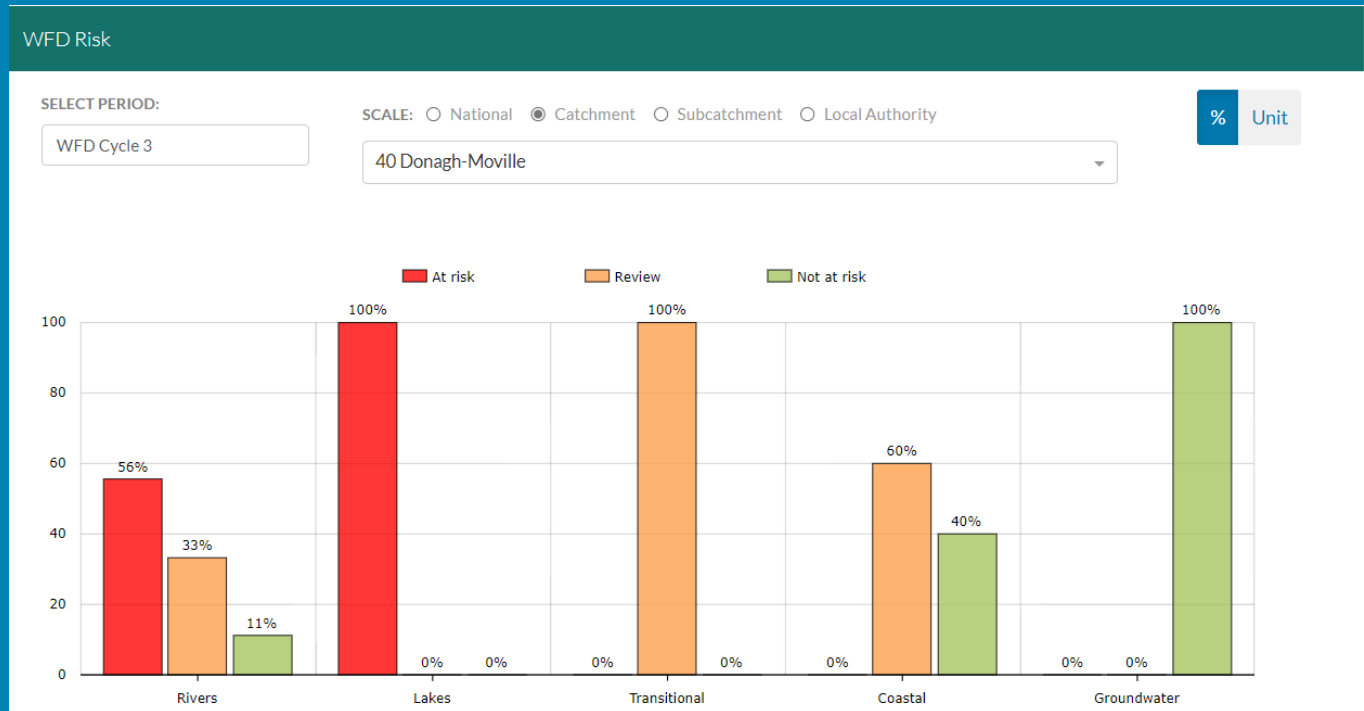 WFD Risk
SELECT PERIOD:
WFD Cycle 3
SCALE: National Catchment Subcatchment Local Authority
40 Donagh-Moville
% Unit
At risk Review Not at risk
100% 100% 100%
100
80
60
40
20
0
56% 33% 11%
0% 0%
0% 0%
0% 60% 40%
0% 0%
Rivers Lakes Transitional Coastal Groundwater